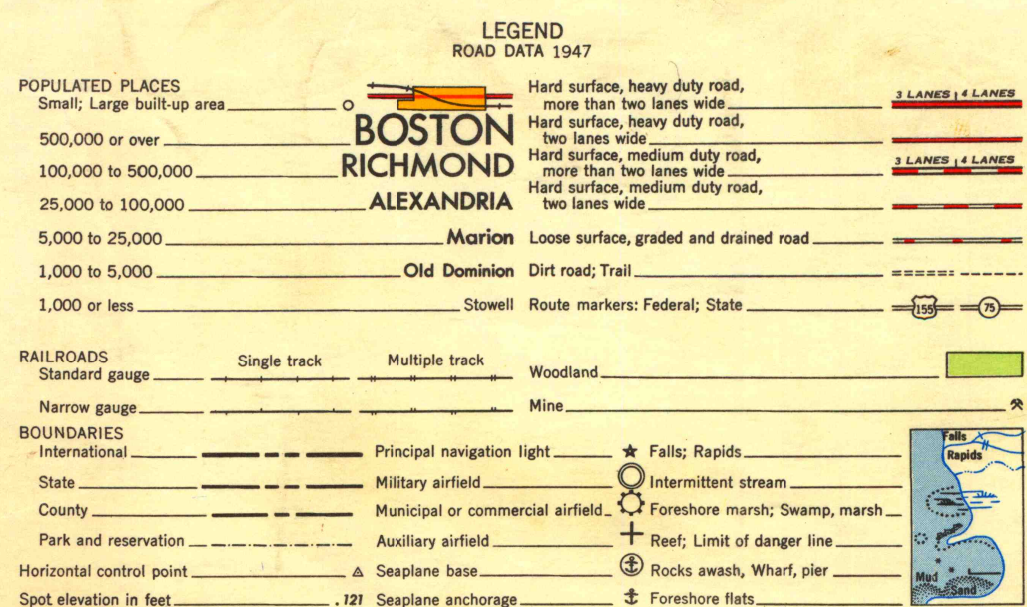 LEGEND
ROAD DATA 1947
POPULATED PLACES
Small; Large built-up area
500,000 or over BOSTON
100,000 to 500,000 RICHMOND
25,000 to 100,000 ALEXANDRIA
5,000 to 25,000 Marion
1,000 to 5,000 Old Dominion
1,000 or less Stowell
Hard surface, heavy duty road,
more than two lanes wide 3 LANES 4 LANES
Hard surface, heavy duty road,
two lanes wide
Hard surface, medium duty road,
more than two lanes wide 3 LANES 4 LANES
Hard surface, medium duty road,
two lanes wide
Loose surface, graded and drained road
Dirt road; Trail
Route markers: Federal; State 155 75
RAILROADS Single track Multiple track
Standard gauge
Narrow gauge
Woodland
Mine
BOUNDARIES
International
State
County
Park and reservation
Horizontal control point
Spot elevation in feet .121
Principal navigation light
Military airfield
Municipal or commercial airfield
Auxiliary airfield
Seaplane base
Seaplane anchorage
Falls; Rapids
Intermittent stream
Foreshore marsh; Swamp, marsh
Reef; Limit of danger line
Rocks awash, Wharf, pier
Foreshore flats
Falls
Rapids
Mud
Sand